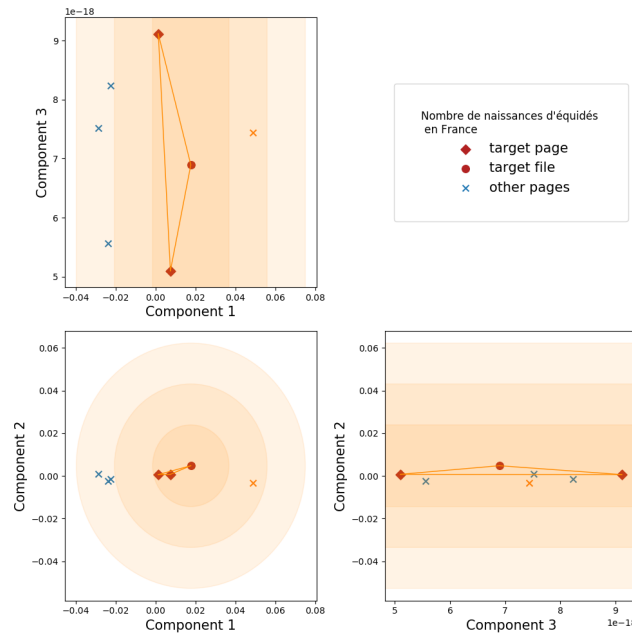 1e−18
9
8
7
6
5
Component 3
−0.04
−0.02
0.00
0.02
0.04
0.06
0.08
Component 1
Nombre de naissances d'équidés
en France
target page
target file
other pages
0.06
0.04
0.02
0.00
−0.02
−0.04
Component 2
−0.04
−0.02
0.00
0.02
0.04
0.06
0.08
Component 1
0.06
0.04
0.02
0.00
−0.02
−0.04
Component 2
5
6
7
8
9
Component 3
1e−18